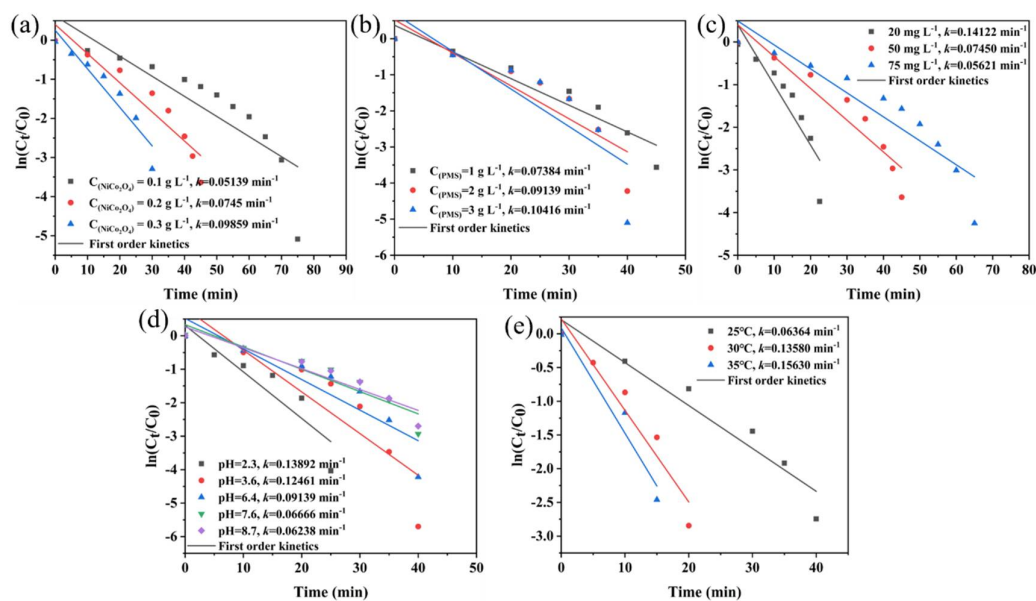 (a)
ln(Ct/C0)
0
-1
-2
-3
-4
-5
C(NiCo2O4) = 0.1 g L-1, k=0.05139 min-1
C(NiCo2O4) = 0.2 g L-1, k=0.0745 min-1
C(NiCo2O4) = 0.3 g L-1, k=0.09859 min-1
First order kinetics
0 10 20 30 40 50 60 70 80 90
Time (min)
(b)
ln(Ct/C0)
0
-1
-2
-3
-4
-5
C(PMS)=1 g L-1, k=0.07384 min-1
C(PMS)=2 g L-1, k=0.09139 min-1
C(PMS)=3 g L-1, k=0.10416 min-1
First order kinetics
0 10 20 30 40 50
Time (min)
(c)
ln(Ct/C0)
20 mg L-1, k=0.14122 min-1
50 mg L-1, k=0.07450 min-1
75 mg L-1, k=0.05621 min-1
First order kinetics
0
-1
-2
-3
-4
-5
0 10 20 30 40 50 60 70 80
Time (min)
(d)
ln(Ct/C0)
0
-1
-2
-3
-4
-5
-6
pH=2.3, k=0.13892 min-1
pH=3.6, k=0.12461 min-1
pH=6.4, k=0.09139 min-1
pH=7.6, k=0.06666 min-1
pH=8.7, k=0.06238 min-1
First order kinetics
0 10 20 30 40 50
Time (min)
(e)
ln(Ct/C0)
25°C, k=0.06364 min-1
30°C, k=0.13580 min-1
35°C, k=0.15630 min-1
First order kinetics
0.0
-0.5
-1.0
-1.5
-2.0
-2.5
-3.0
0 10 20 30 40
Time (min)